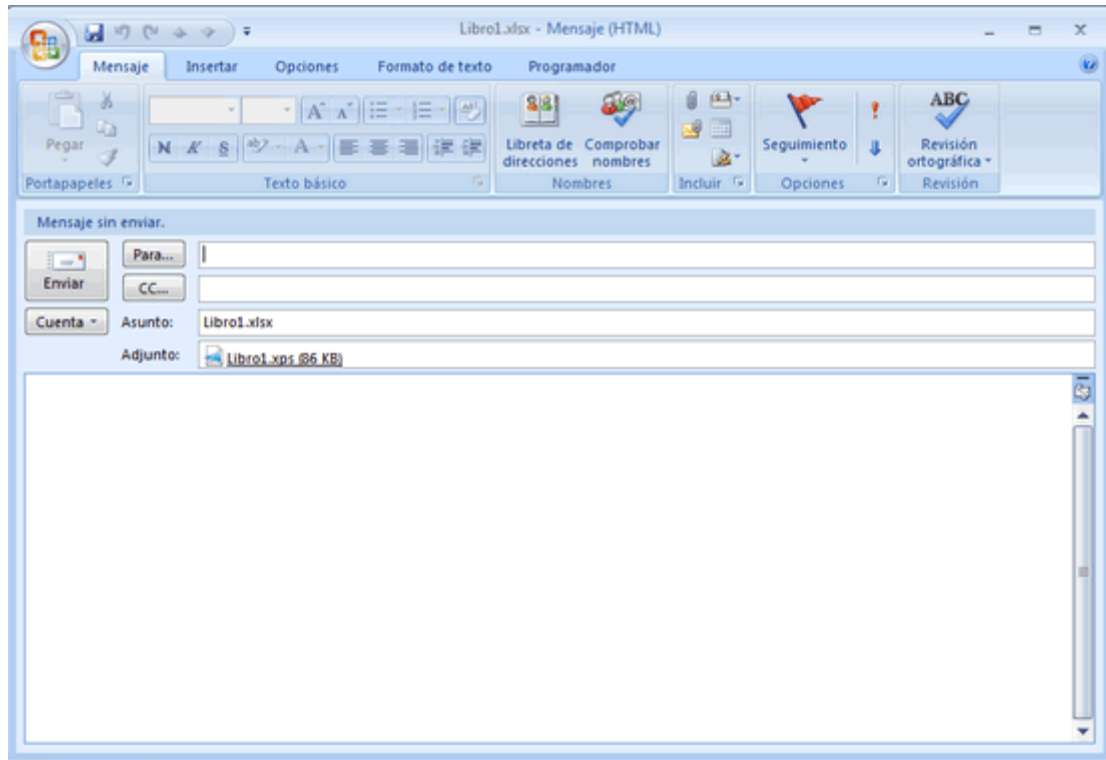 Libro1.xlsx - Mensaje (HTML)
Mensaje Insertar Opciones Formato de texto Programador
Pegar
Portapapeles
A A
N K S A
Texto básico
Libreta de direcciones
Comprobar nombres
Nombres
Incluir
Seguimiento
Opciones
ABC
Revisión ortográfica
Revisión
Mensaje sin enviar.
Enviar
Para...
CC...
Cuenta
Asunto: Libro1.xlsx
Adjunto: Libro1.xps (86 KB)